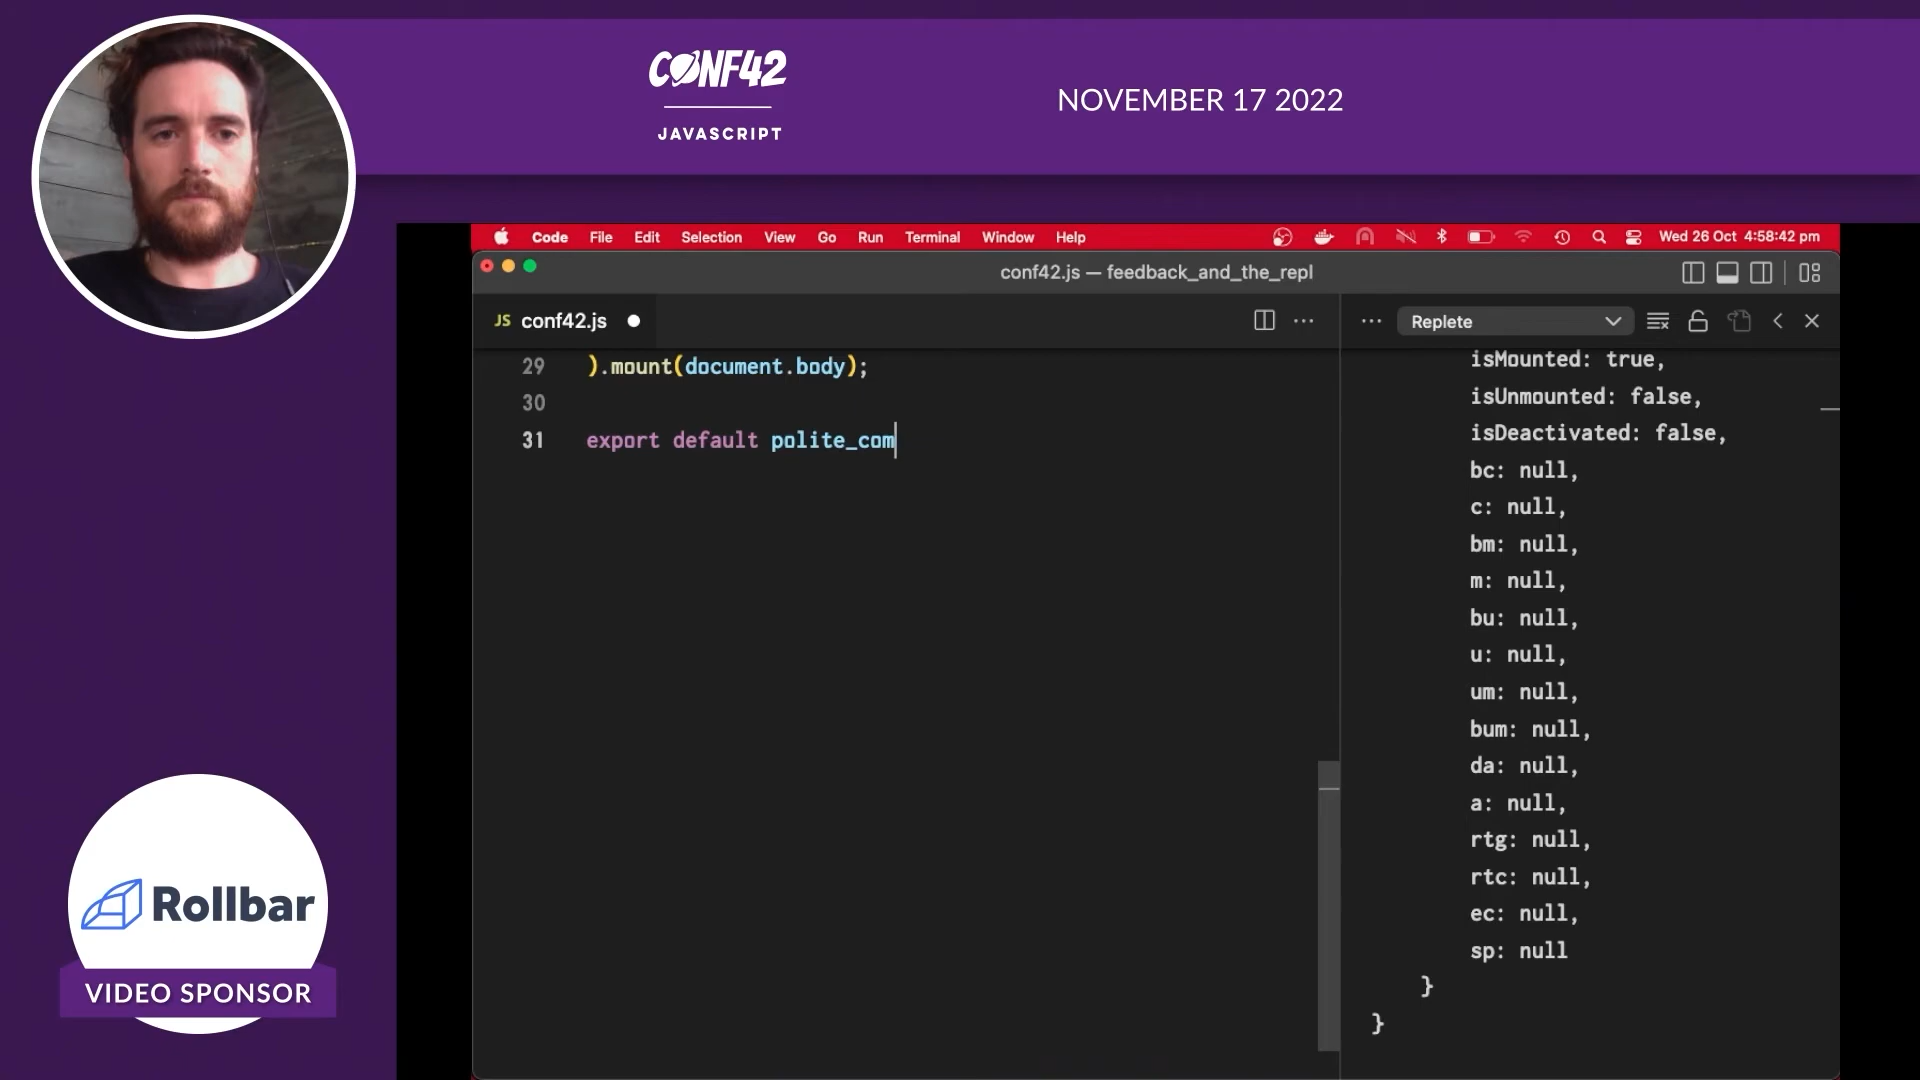 CONF42
JAVASCRIPT
NOVEMBER 17 2022
Code File Edit Selection View Go Run Terminal Window Help
Wed 26 Oct 4:58:42 pm
conf42.js — feedback_and_the_repl
JS conf42.js
Replete
29 ).mount(document.body);
30
31 export default polite_com
isMounted: true,
isUnmounted: false,
isDeactivated: false,
bc: null,
c: null,
bm: null,
m: null,
bu: null,
u: null,
um: null,
bum: null,
da: null,
a: null,
rtg: null,
rtc: null,
ec: null,
sp: null
}
}
Rollbar
VIDEO SPONSOR